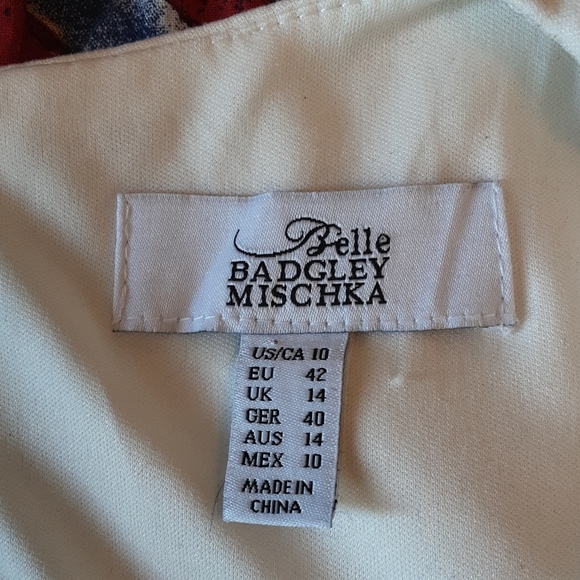 Belle
BADGLEY
MISCHKA
US/CA 10
EU 42
UK 14
GER 40
AUS 14
MEX 10
MADE IN
CHINA